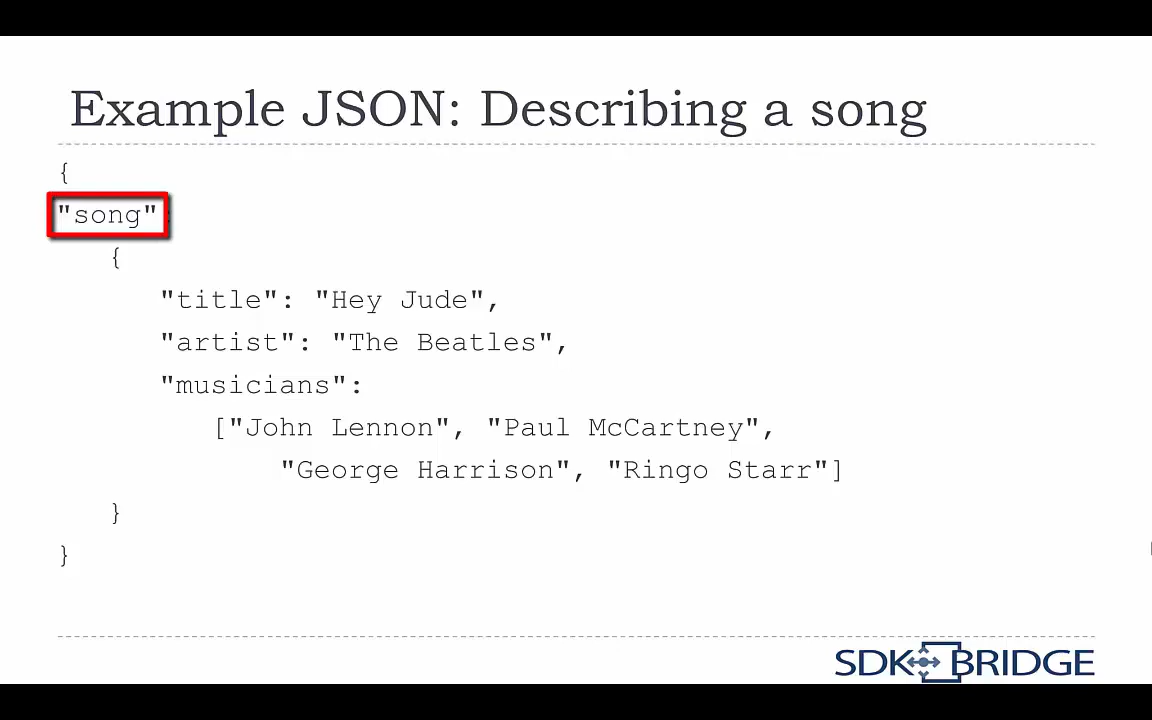 Example JSON: Describing a song
{
"song":
{
"title": "Hey Jude",
"artist": "The Beatles",
"musicians":
["John Lennon", "Paul McCartney",
"George Harrison", "Ringo Starr"]
}
}
SDK BRIDGE